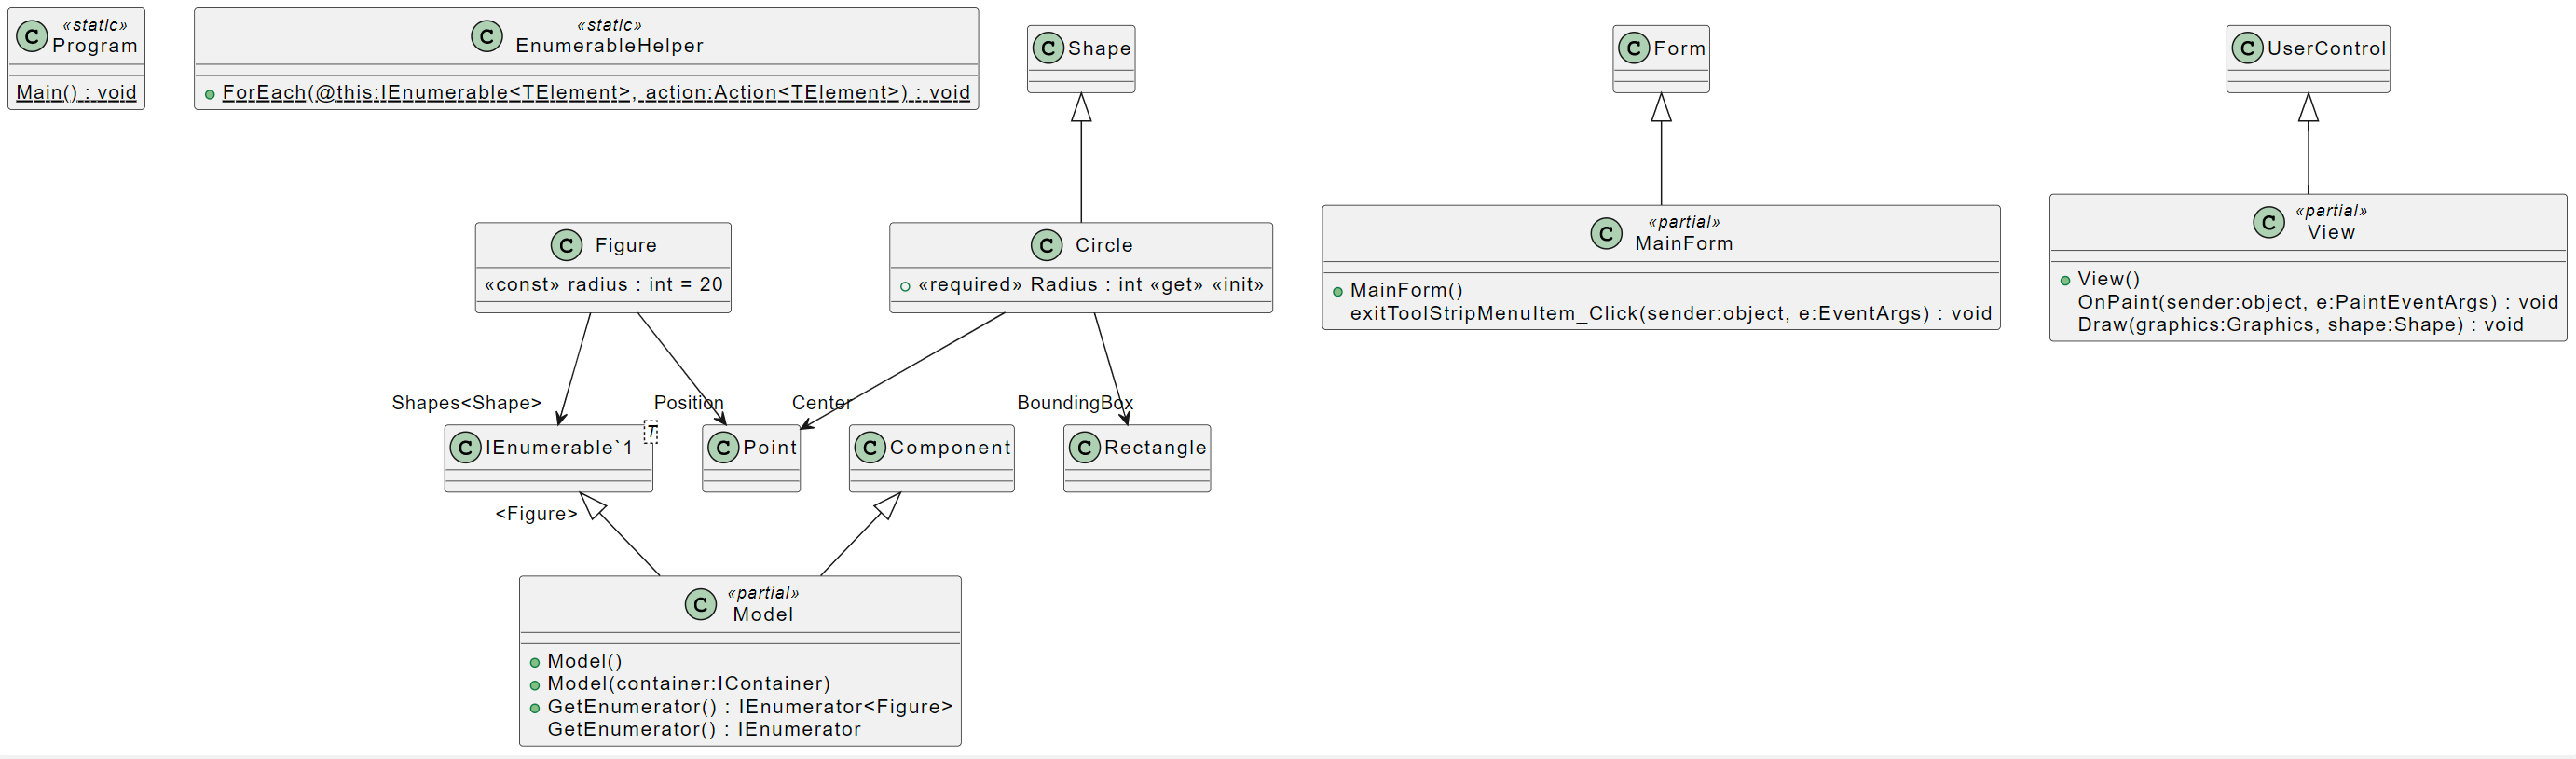 C «static»
Program
Main() : void
C «static»
EnumerableHelper
ForEach(@this:IEnumerable<TElement>, action:Action<TElement>) : void
C Shape
C Form
C UserControl
C Figure
«const» radius : int = 20
C Circle
«required» Radius : int «get» «init»
C «partial»
MainForm
MainForm()
exitToolStripMenuItem_Click(sender:object, e:EventArgs) : void
C «partial»
View
View()
OnPaint(sender:object, e:PaintEventArgs) : void
Draw(graphics:Graphics, shape:Shape) : void
Shapes<Shape>
Position
Center
BoundingBox
C IEnumerable`1
T
C Point
C Component
C Rectangle
<Figure>
C «partial»
Model
Model()
Model(container:IContainer)
GetEnumerator() : IEnumerator<Figure>
GetEnumerator() : IEnumerator